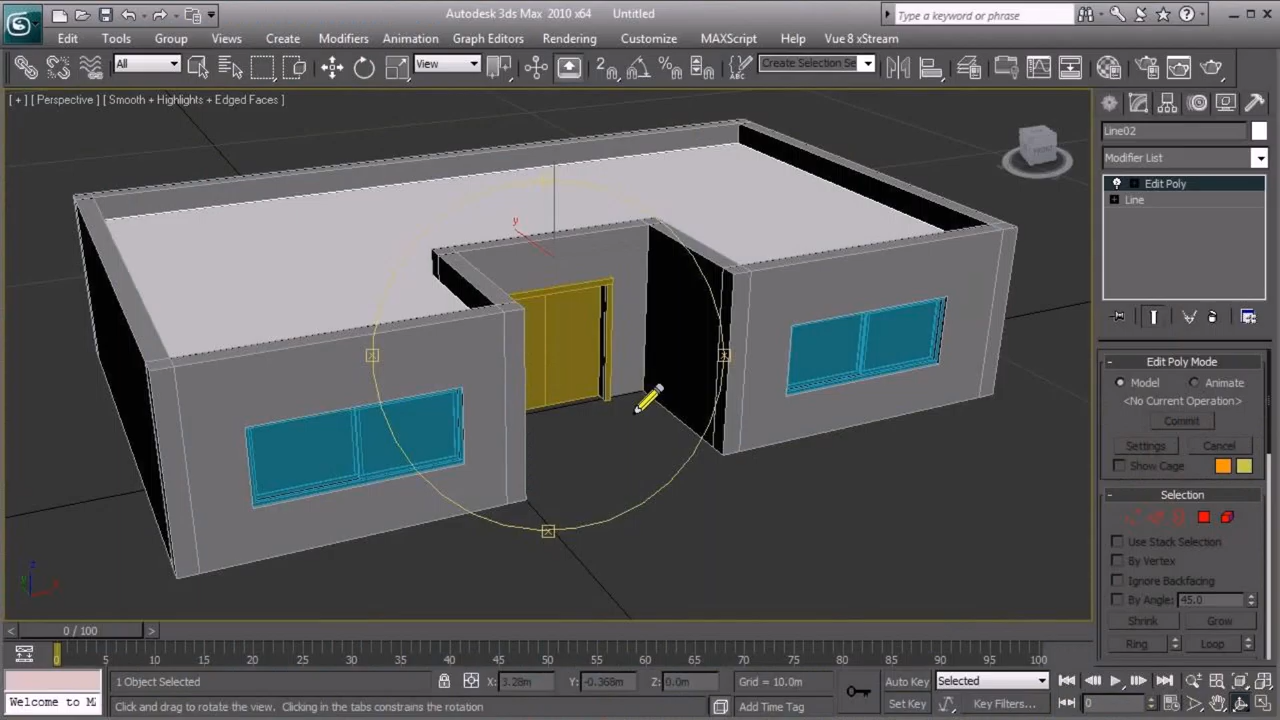 Autodesk 3ds Max 2010 x64 Untitled
Type a keyword or phrase
Edit Tools Group Views Create Modifiers Animation Graph Editors Rendering Customize MAXScript Help Vue 8 xStream
All View Create Selection Se
[ + ] [ Perspective ] [ Smooth + Highlights + Edged Faces ]
FRONT
Line02
Modifier List
Edit Poly
Line
y
Edit Poly Mode
Model Animate
<No Current Operation>
Commit
Settings Cancel
Show Cage
Selection
Use Stack Selection
By Vertex
Ignore Backfacing
By Angle: 45.0
Shrink Grow
Ring Loop
z
y
x
0 / 100
0 5 10 15 20 25 30 35 40 45 50 55 60 65 70 75 80 85 90 95 100
1 Object Selected X: 3.28m Y: -0.368m Z: 0.0m Grid = 10.0m Auto Key Selected
Welcome to M Click and drag to rotate the view. Clicking in the tabs constrains the rotation Add Time Tag Set Key Key Filters... 0